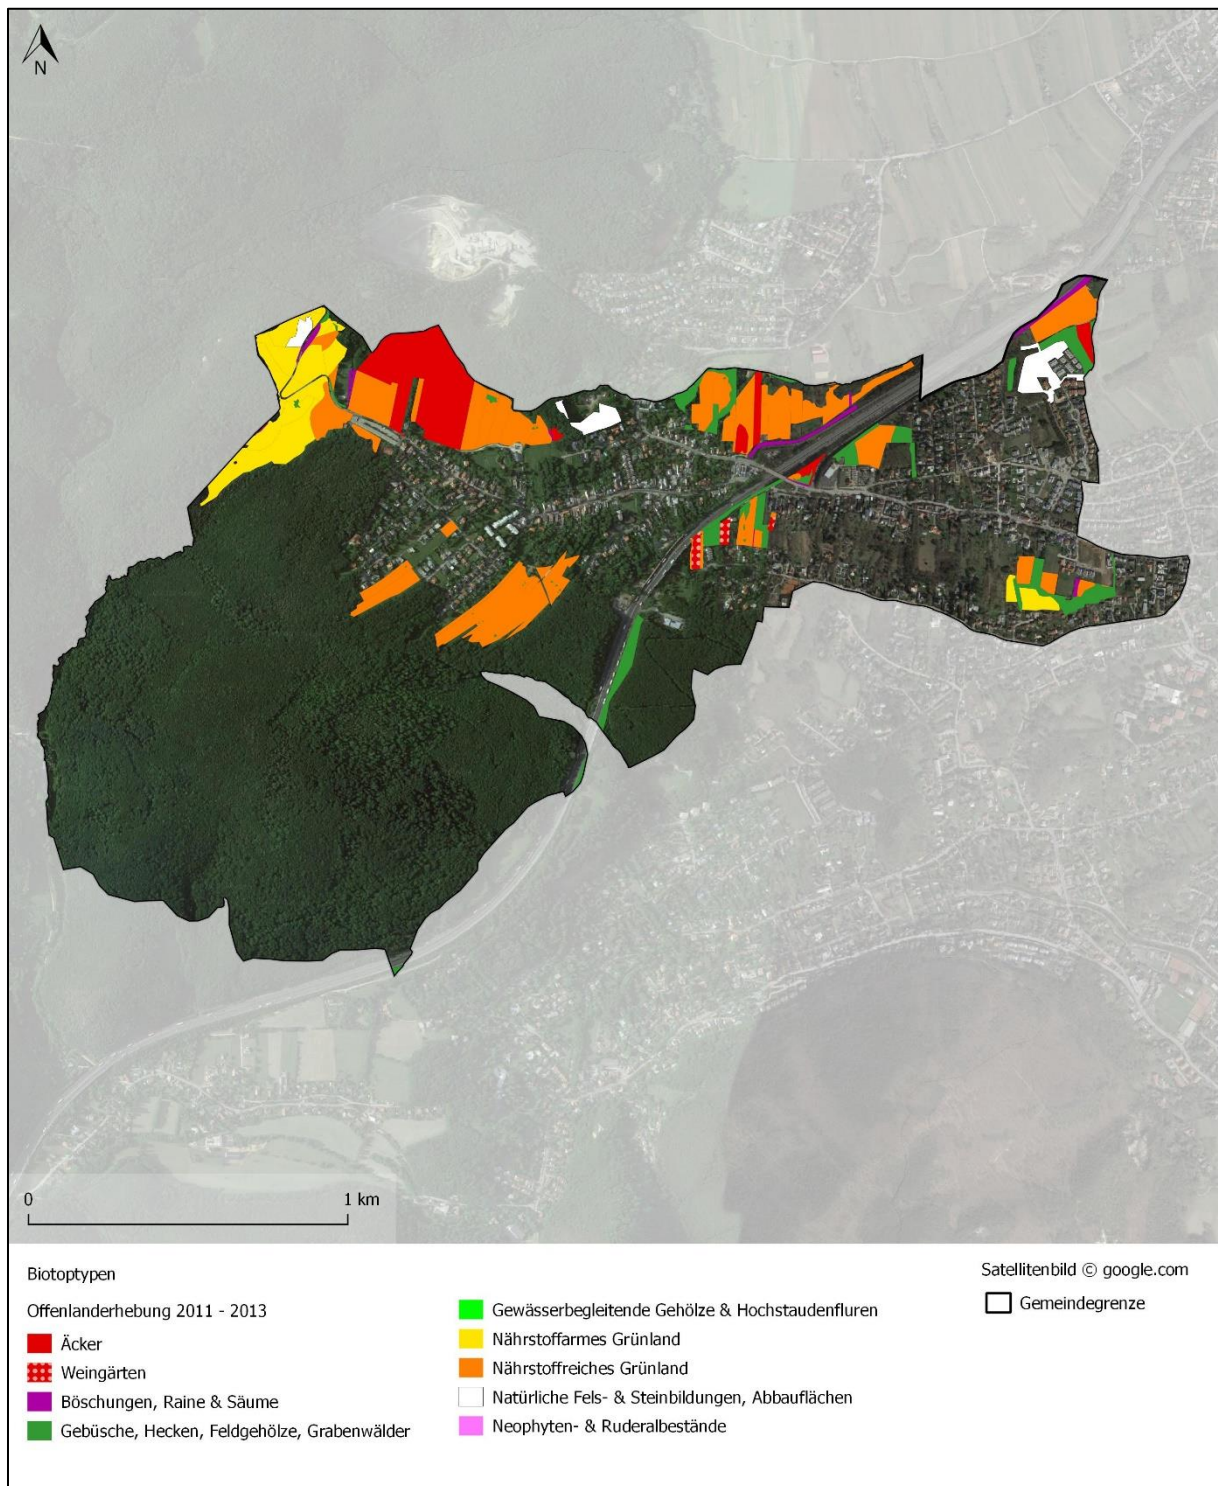 N
0 1 km
Biotoptypen
Offenlanderhebung 2011 - 2013
Äcker
Weingärten
Böschungen, Raine & Säume
Gebüsche, Hecken, Feldgehölze, Grabenwälder
Gewässerbegleitende Gehölze & Hochstaudenfluren
Nährstoffarmes Grünland
Nährstoffreiches Grünland
Natürliche Fels- & Steinbildungen, Abbauflächen
Neophyten- & Ruderalbestände
Satellitenbild © google.com
Gemeindegrenze